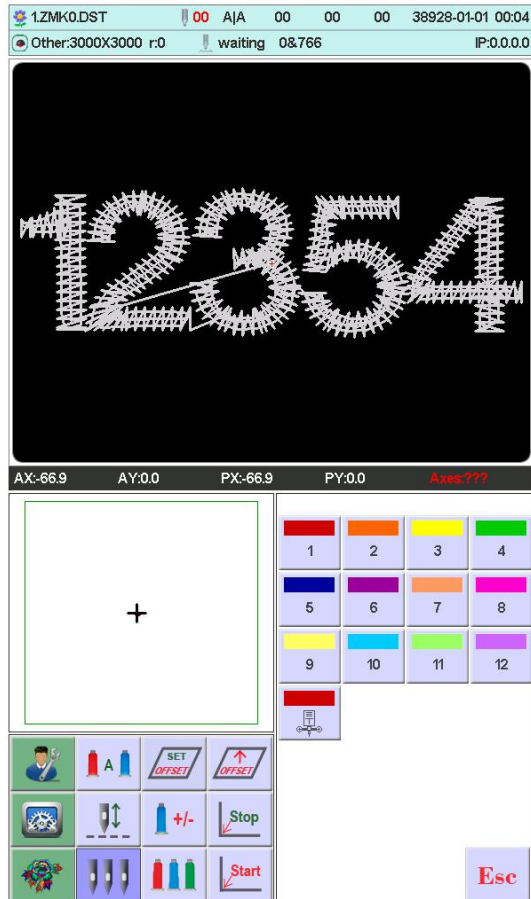 1.ZMK0.DST 00 A|A 00 00 00 38928-01-01 00:04
Other:3000X3000 r:0 waiting 0&766 IP:0.0.0.0
12354
AX:-66.9 AY:0.0 PX:-66.9 PY:0.0 Axes:???
1 2 3 4
5 6 7 8
9 10 11 12
A SET OFFSET OFFSET
+/- Stop
Start
Esc